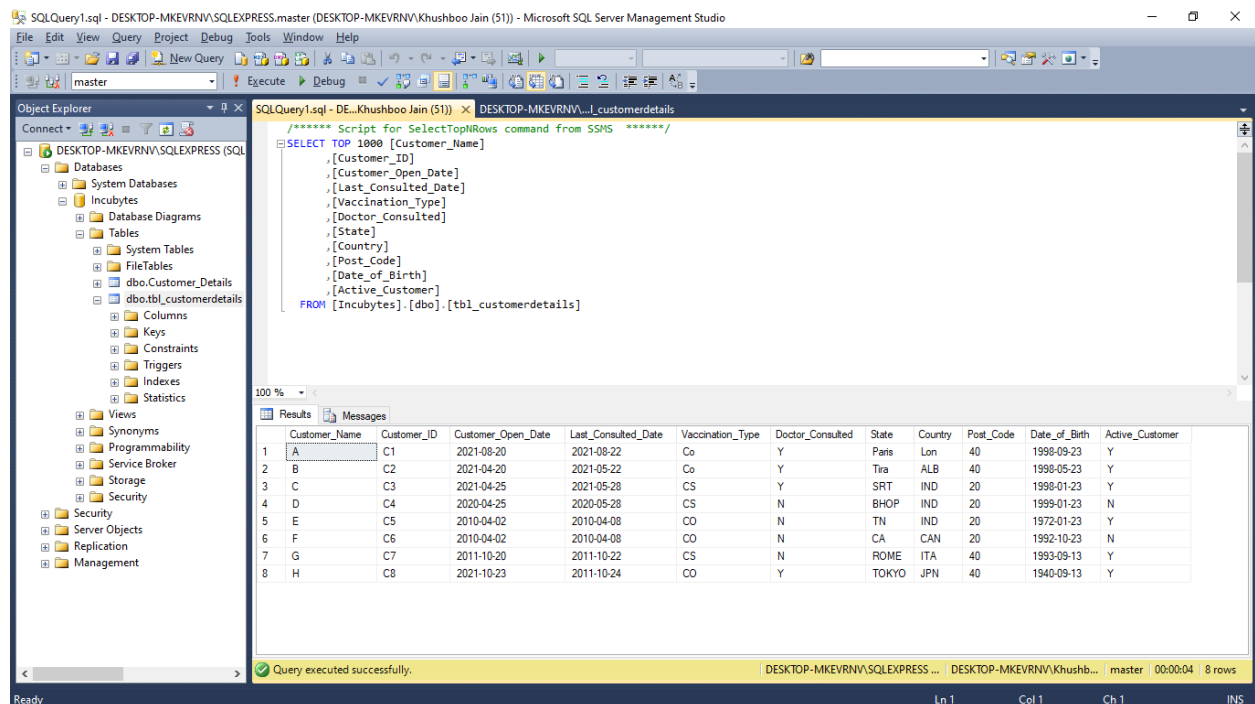 SQLQuery1.sql - DESKTOP-MKEVRNV\SQLEXPRESS.master (DESKTOP-MKEVRNV\Khushboo Jain (51)) - Microsoft SQL Server Management Studio
File Edit View Query Project Debug Tools Window Help
New Query
master Execute Debug
Object Explorer
Connect
DESKTOP-MKEVRNV\SQLEXPRESS (SQL
Databases
System Databases
Incubytes
Database Diagrams
Tables
System Tables
FileTables
dbo.Customer_Details
dbo.tbl_customerdetails
Columns
Keys
Constraints
Triggers
Indexes
Statistics
Views
Synonyms
Programmability
Service Broker
Storage
Security
Security
Server Objects
Replication
Management
SQLQuery1.sql - DE...Khushboo Jain (51)) DESKTOP-MKEVRNV\...l_customerdetails
/****** Script for SelectTopNRows command from SSMS ******/
SELECT TOP 1000 [Customer_Name]
,[Customer_ID]
,[Customer_Open_Date]
,[Last_Consulted_Date]
,[Vaccination_Type]
,[Doctor_Consulted]
,[State]
,[Country]
,[Post_Code]
,[Date_of_Birth]
,[Active_Customer]
FROM [Incubytes].[dbo].[tbl_customerdetails]
100 %
Results Messages
Customer_Name Customer_ID Customer_Open_Date Last_Consulted_Date Vaccination_Type Doctor_Consulted State Country Post_Code Date_of_Birth Active_Customer
1 A C1 2021-08-20 2021-08-22 Co Y Paris Lon 40 1998-09-23 Y
2 B C2 2021-04-20 2021-05-22 Co Y Tira ALB 40 1998-05-23 Y
3 C C3 2021-04-25 2021-05-28 CS Y SRT IND 20 1998-01-23 Y
4 D C4 2020-04-25 2020-05-28 CS N BHOP IND 20 1999-01-23 N
5 E C5 2010-04-02 2010-04-08 CO N TN IND 20 1972-01-23 Y
6 F C6 2010-04-02 2010-04-08 CO N CA CAN 20 1992-10-23 N
7 G C7 2011-10-20 2011-10-22 CS N ROME ITA 40 1993-09-13 Y
8 H C8 2021-10-23 2011-10-24 CO Y TOKYO JPN 40 1940-09-13 Y
Query executed successfully. DESKTOP-MKEVRNV\SQLEXPRESS ... DESKTOP-MKEVRNV\Khushb... master 00:00:04 8 rows
Ready Ln 1 Col 1 Ch 1 INS